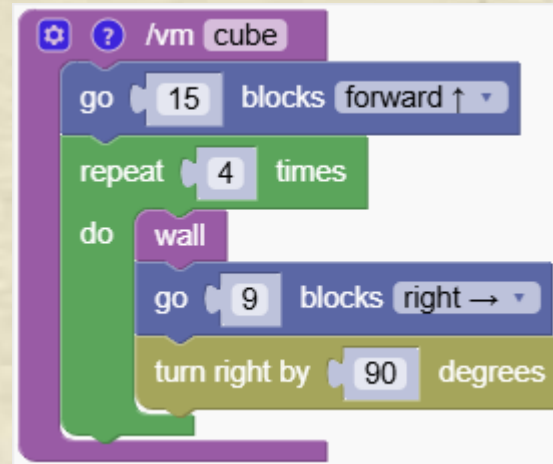 ? /vm cube
go 15 blocks forward ↑
repeat 4 times
do wall
go 9 blocks right →
turn right by 90 degrees